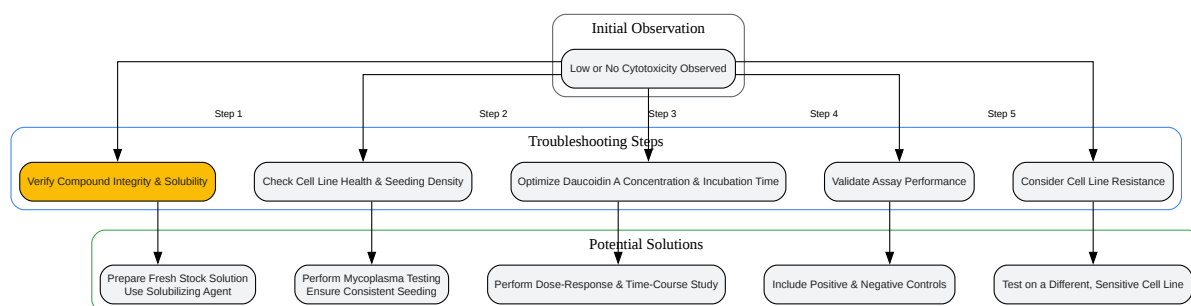 Initial Observation
Low or No Cytotoxicity Observed
Step 1
Step 2
Step 3
Step 4
Step 5
Troubleshooting Steps
Verify Compound Integrity & Solubility
Check Cell Line Health & Seeding Density
Optimize Daucoidin A Concentration & Incubation Time
Validate Assay Performance
Consider Cell Line Resistance
Potential Solutions
Prepare Fresh Stock Solution
Use Solubilizing Agent
Perform Mycoplasma Testing
Ensure Consistent Seeding
Perform Dose-Response & Time-Course Study
Include Positive & Negative Controls
Test on a Different, Sensitive Cell Line